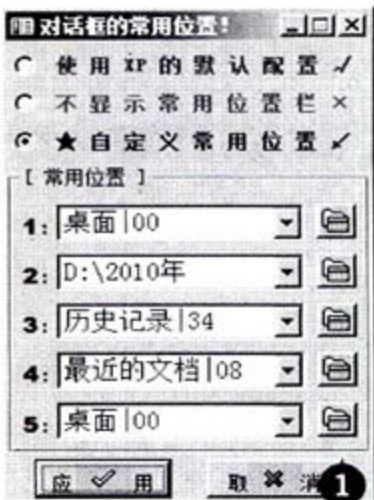 对话框的常用位置!
使用XP的默认配置√
不显示常用位置栏×
★自定义常用位置↙
[ 常用位置 ]
1: 桌面|00
2: D:\2010年
3: 历史记录|34
4: 最近的文档|08
5: 桌面|00
应✓用 取✖消 1